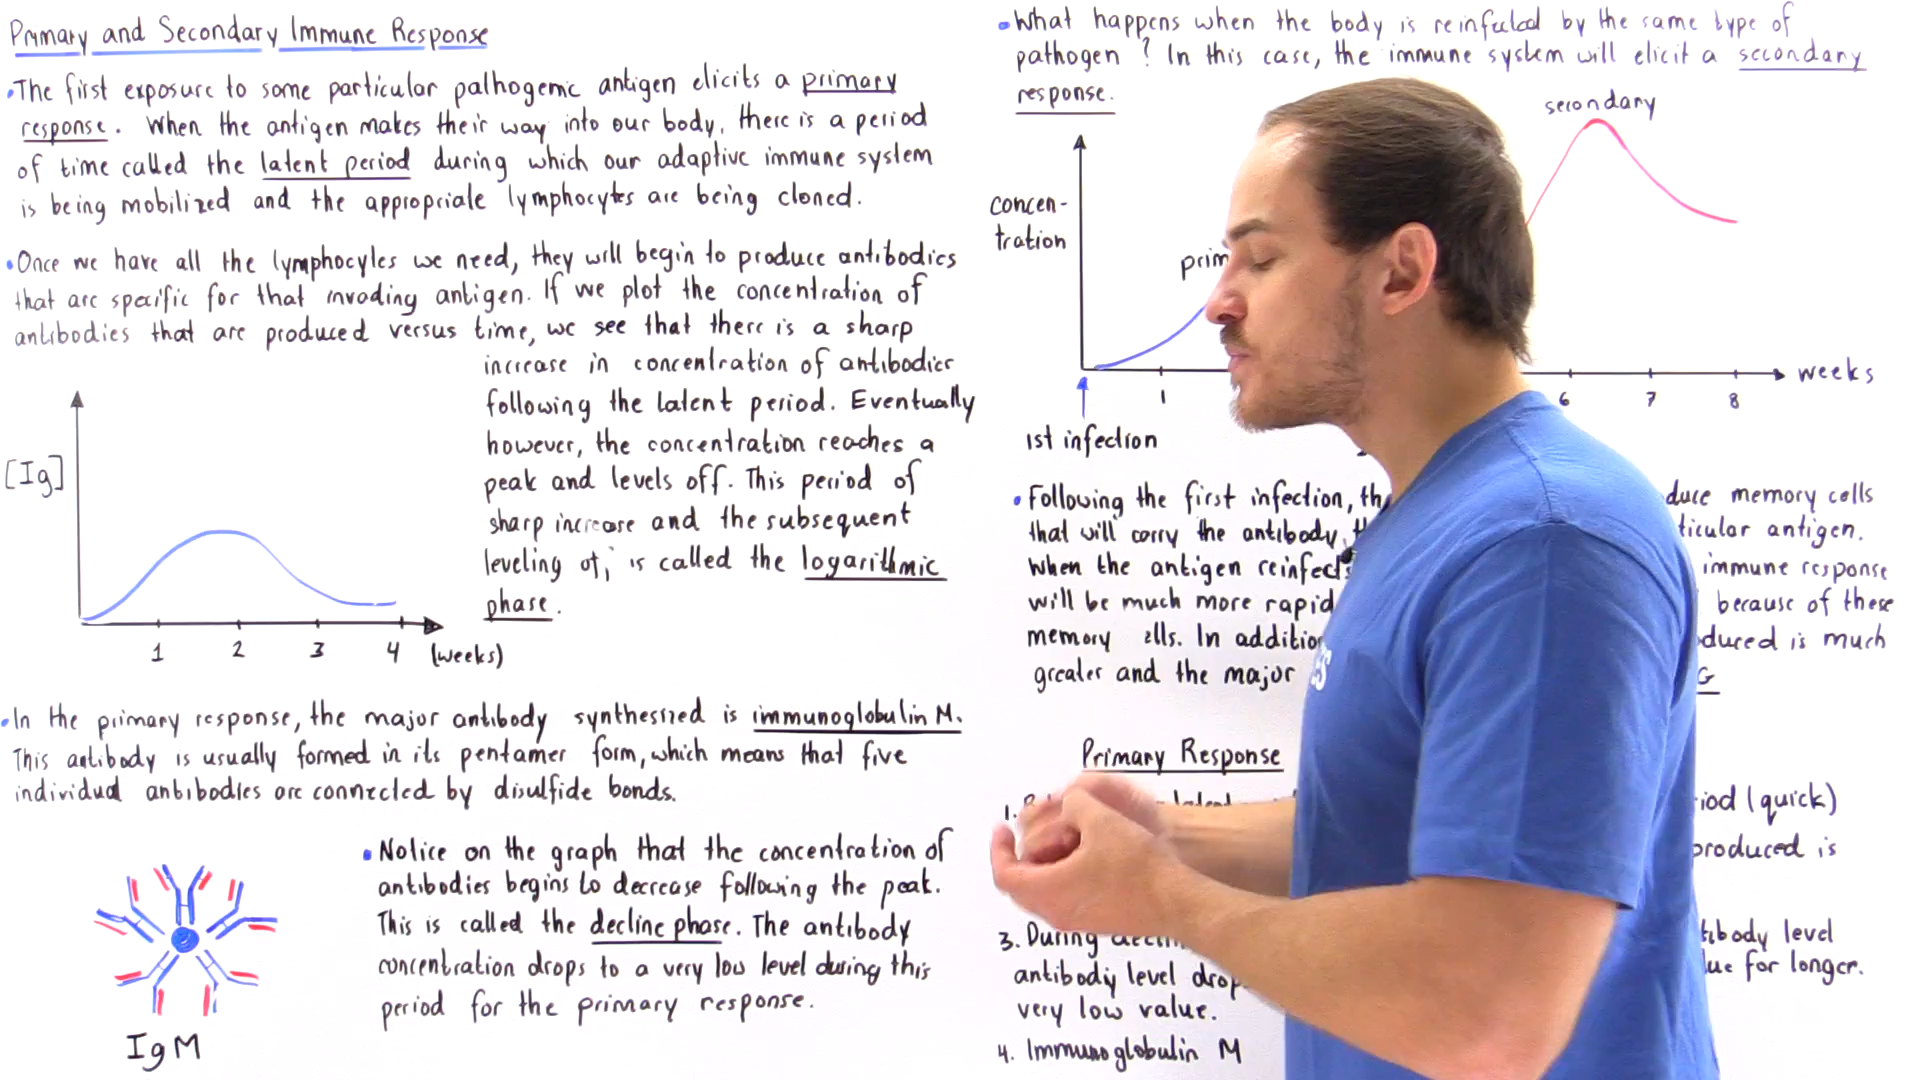 Primary and Secondary Immune Response
•The first exposure to some particular pathogenic antigen elicits a primary
response. When the antigen makes their way into our body, there is a period
of time called the latent period during which our adaptive immune system
is being mobilized and the appropriate lymphocytes are being cloned.
•Once we have all the lymphocytes we need, they will begin to produce antibodies
that are specific for that invading antigen. If we plot the concentration of
antibodies that are produced versus time, we see that there is a sharp
increase in concentration of antibodies
following the latent period. Eventually
however, the concentration reaches a
peak and levels off. This period of
sharp increase and the subsequent
leveling of, is called the logarithmic
phase.
[Ig]
1 2 3 4 (weeks)
•In the primary response, the major antibody synthesized is immunoglobulin M.
This antibody is usually formed in its pentamer form, which means that five
individual antibodies are connected by disulfide bonds.
•Notice on the graph that the concentration of
antibodies begins to decrease following the peak.
This is called the decline phase. The antibody
concentration drops to a very low level during this
period for the primary response.
IgM
•What happens when the body is reinfected by the same type of
pathogen? In this case, the immune system will elicit a secondary
response.
secondary
concen-
tration
prim
weeks
1 6 7 8
1st infection
•Following the first infection, th duce memory cells
that will carry the antibody ticular antigen.
When the antigen reinfects immune response
will be much more rapid because of these
memory ells. In additio duced is much
greater and the major G
Primary Response
1. iod (quick)
produced is
3. During tibody level
antibody level drop lue for longer.
very low value.
4. Immunoglobulin M